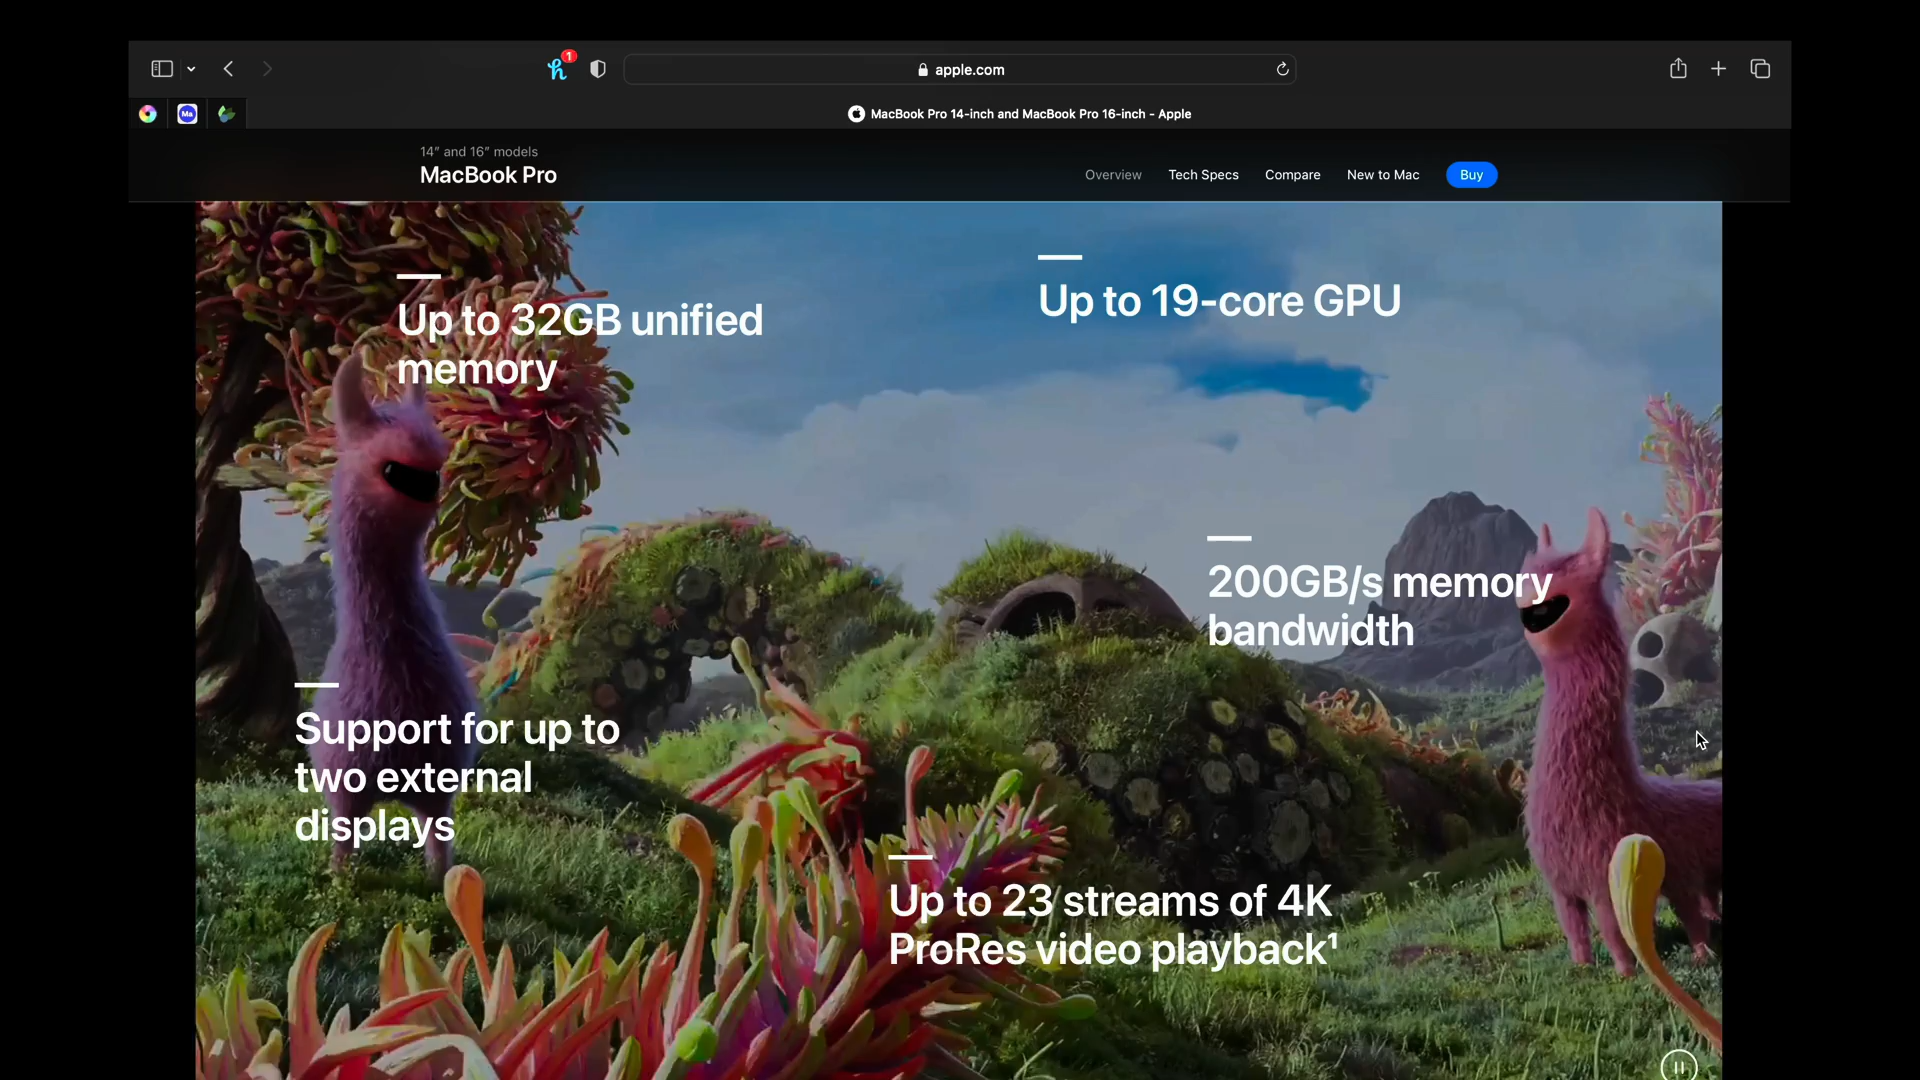 1
apple.com
Ma
MacBook Pro 14-inch and MacBook Pro 16-inch - Apple
14" and 16" models
MacBook Pro
Overview
Tech Specs
Compare
New to Mac
Buy
Up to 32GB unified
memory
Up to 19-core GPU
200GB/s memory
bandwidth
Support for up to
two external
displays
Up to 23 streams of 4K
ProRes video playback¹